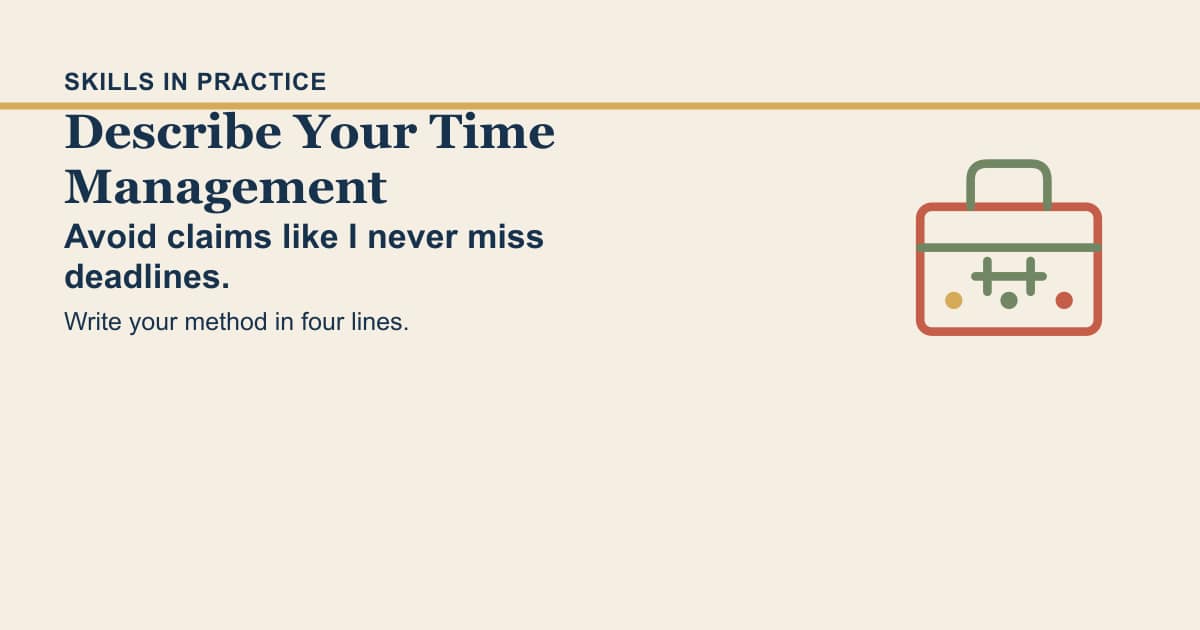 SKILLS IN PRACTICE
Describe Your Time
Management
Avoid claims like I never miss
deadlines.
Write your method in four lines.